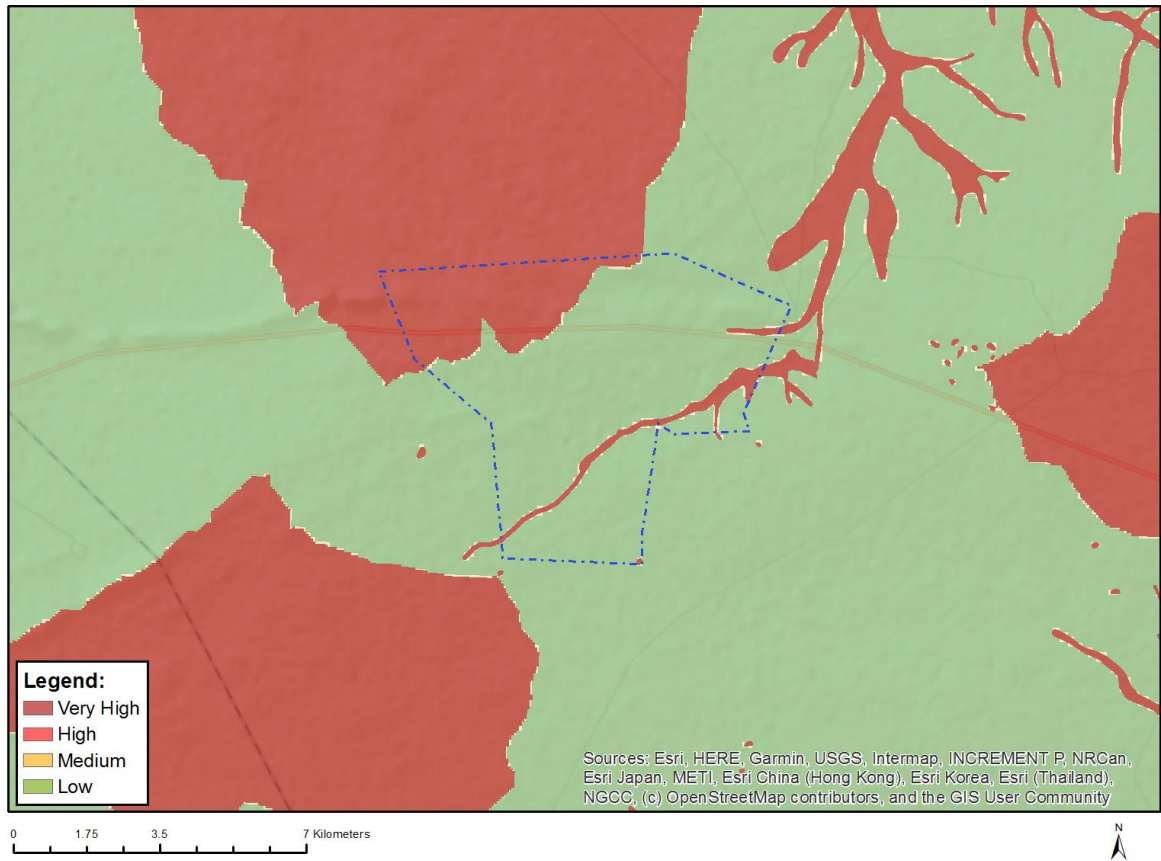 Legend:
Very High
High
Medium
Low
Sources: Esri, HERE, Garmin, USGS, Intermap, INCREMENT P, NRCan,
Esri Japan, METI, Esri China (Hong Kong), Esri Korea, Esri (Thailand),
NGCC, (c) OpenStreetMap contributors, and the GIS User Community
0 1.75 3.5 7 Kilometers
N